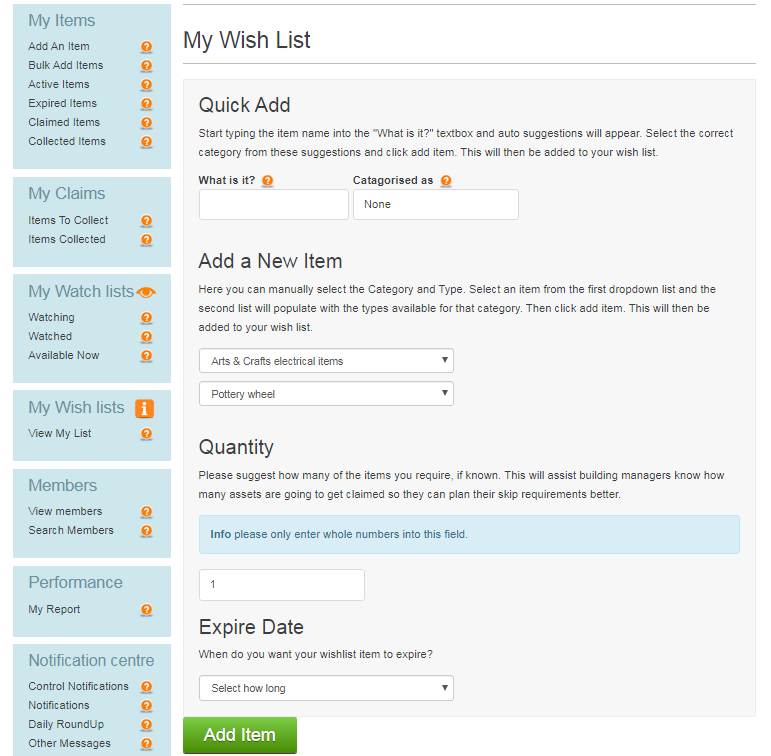 My Items
Add An Item
Bulk Add Items
Active Items
Expired Items
Claimed Items
Collected Items
My Claims
Items To Collect
Items Collected
My Watch lists
Watching
Watched
Available Now
My Wish lists
View My List
Members
View members
Search Members
Performance
My Report
Notification centre
Control Notifications
Notifications
Daily RoundUp
Other Messages
My Wish List
Quick Add
Start typing the item name into the "What is it?" textbox and auto suggestions will appear. Select the correct
category from these suggestions and click add item. This will then be added to your wish list.
What is it? Catagorised as
None
Add a New Item
Here you can manually select the Category and Type. Select an item from the first dropdown list and the
second list will populate with the types available for that category. Then click add item. This will then be
added to your wish list.
Arts & Crafts electrical items
Pottery wheel
Quantity
Please suggest how many of the items you require, if known. This will assist building managers know how
many assets are going to get claimed so they can plan their skip requirements better.
Info please only enter whole numbers into this field.
1
Expire Date
When do you want your wishlist item to expire?
Select how long
Add Item